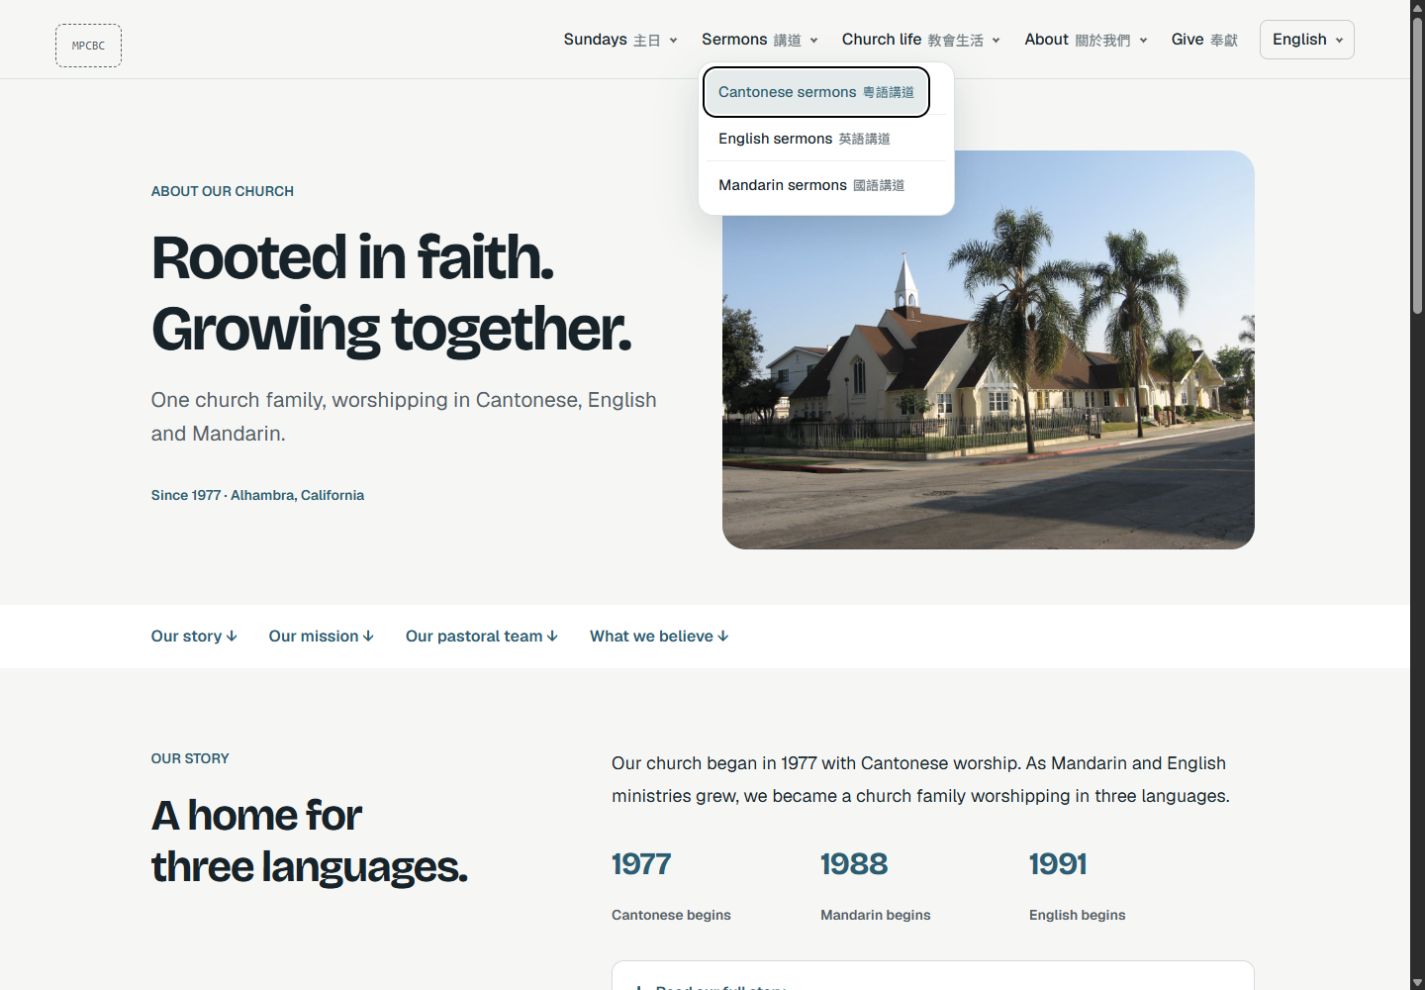 MPCBC
Sundays 主日
Sermons 講道
Church life 教會生活
About 關於我們
Give 奉獻
English
Cantonese sermons 粵語講道
English sermons 英語講道
Mandarin sermons 國語講道
ABOUT OUR CHURCH
Rooted in faith.
Growing together.
One church family, worshipping in Cantonese, English
and Mandarin.
Since 1977 · Alhambra, California
Our story ↓
Our mission ↓
Our pastoral team ↓
What we believe ↓
OUR STORY
A home for
three languages.
Our church began in 1977 with Cantonese worship. As Mandarin and English
ministries grew, we became a church family worshipping in three languages.
1977
Cantonese begins
1988
Mandarin begins
1991
English begins
Read our full story